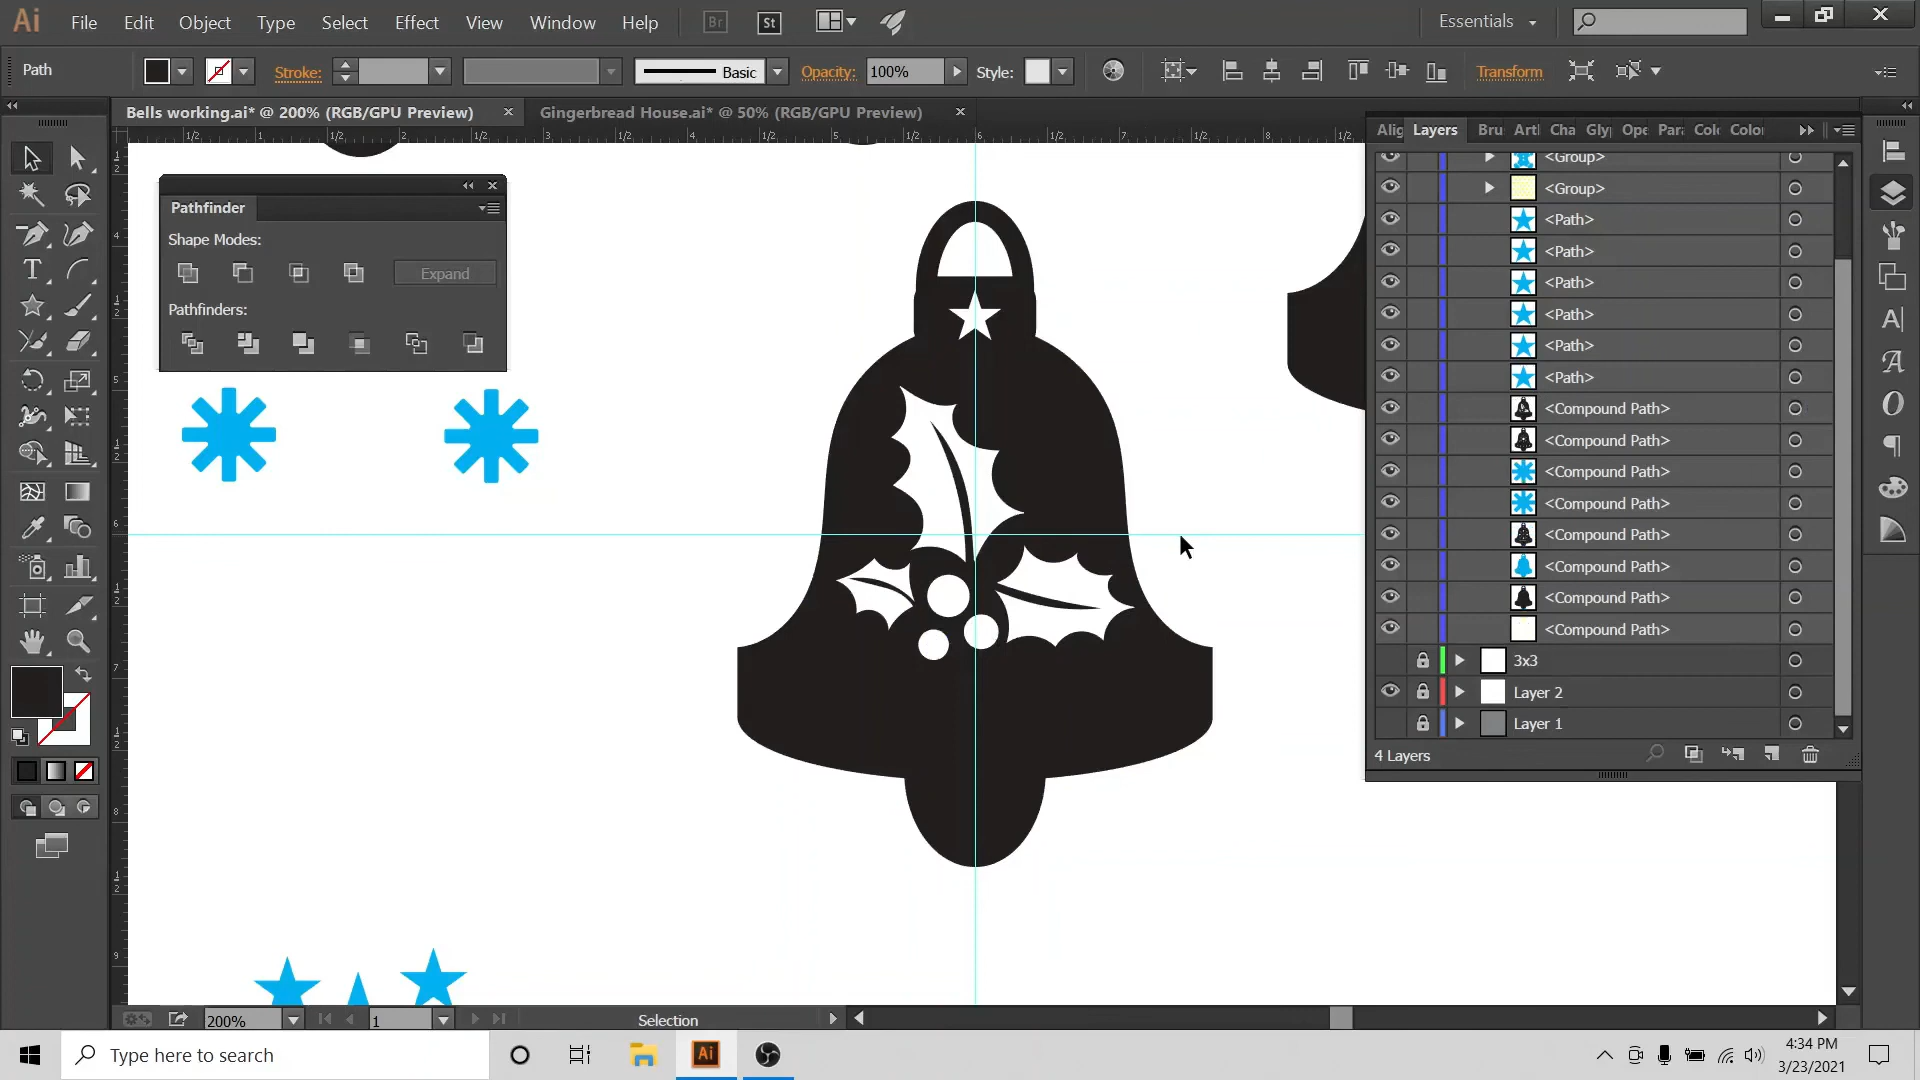 Ai File Edit Object Type Select Effect View Window Help Br St Essentials
Path Stroke: Basic Opacity: 100% Style: Transform
Bells working.ai* @ 200% (RGB/GPU Preview) Gingerbread House.ai* @ 50% (RGB/GPU Preview)
Alig Layers Bru Art Cha Gly Ope Para Colo Color
Pathfinder
Shape Modes:
Expand
Pathfinders:
<Group>
<Group>
<Path>
<Path>
<Path>
<Path>
<Path>
<Path>
<Compound Path>
<Compound Path>
<Compound Path>
<Compound Path>
<Compound Path>
<Compound Path>
<Compound Path>
<Compound Path>
3x3
Layer 2
Layer 1
4 Layers
200% 1 Selection
Type here to search
Ai
4:34 PM
3/23/2021